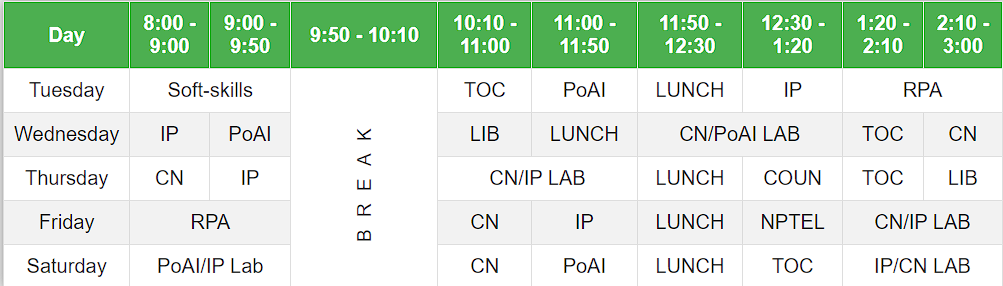 Day 8:00 - 9:00 9:00 - 9:50 9:50 - 10:10 10:10 - 11:00 11:00 - 11:50 11:50 - 12:30 12:30 - 1:20 1:20 - 2:10 2:10 - 3:00
Tuesday Soft-skills TOC PoAI LUNCH IP RPA
Wednesday IP PoAI LIB LUNCH CN/PoAI LAB TOC CN
Thursday CN IP CN/IP LAB LUNCH COUN TOC LIB
Friday RPA CN IP LUNCH NPTEL CN/IP LAB
Saturday PoAI/IP Lab CN PoAI LUNCH TOC IP/CN LAB
BREAK